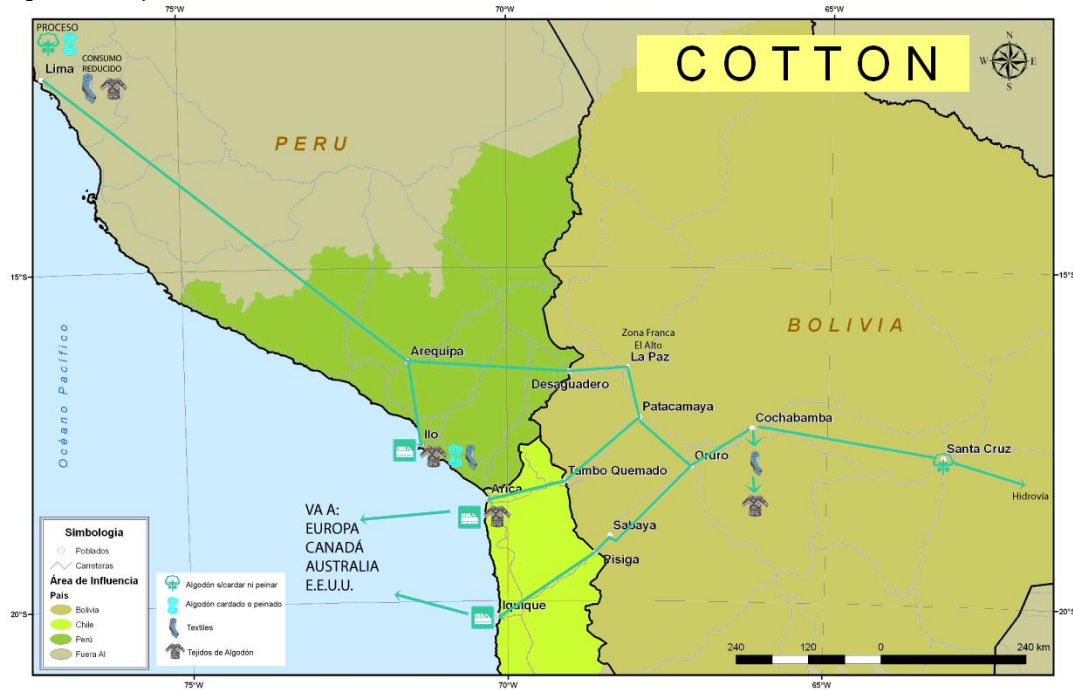 75°W
70°W
65°W
PROCESO
Lima
CONSUMO
REDUCIDO
COTTON
N
W
E
S
PERU
15°S
15°S
BOLIVIA
Océano Pacífico
Zona Franca
El Alto
La Paz
Arequipa
Desaguadero
Patacamaya
Cochabamba
Ilo
Oruro
Santa Cruz
Tambo Quemado
Hidrovía
Arica
VA A:
EUROPA
CANADÁ
AUSTRALIA
E.E.U.U.
Sabaya
Pisiga
Iquique
20°S
20°S
Simbología
Poblados
Carreteras
Área de Influencia
País
Bolivia
Chile
Perú
Fuera AI
Algodón s/cardar ni peinar
Algodón cardado o peinado
Textiles
Tejidos de Algodón
240 120 0 240 km
75°W
70°W
65°W